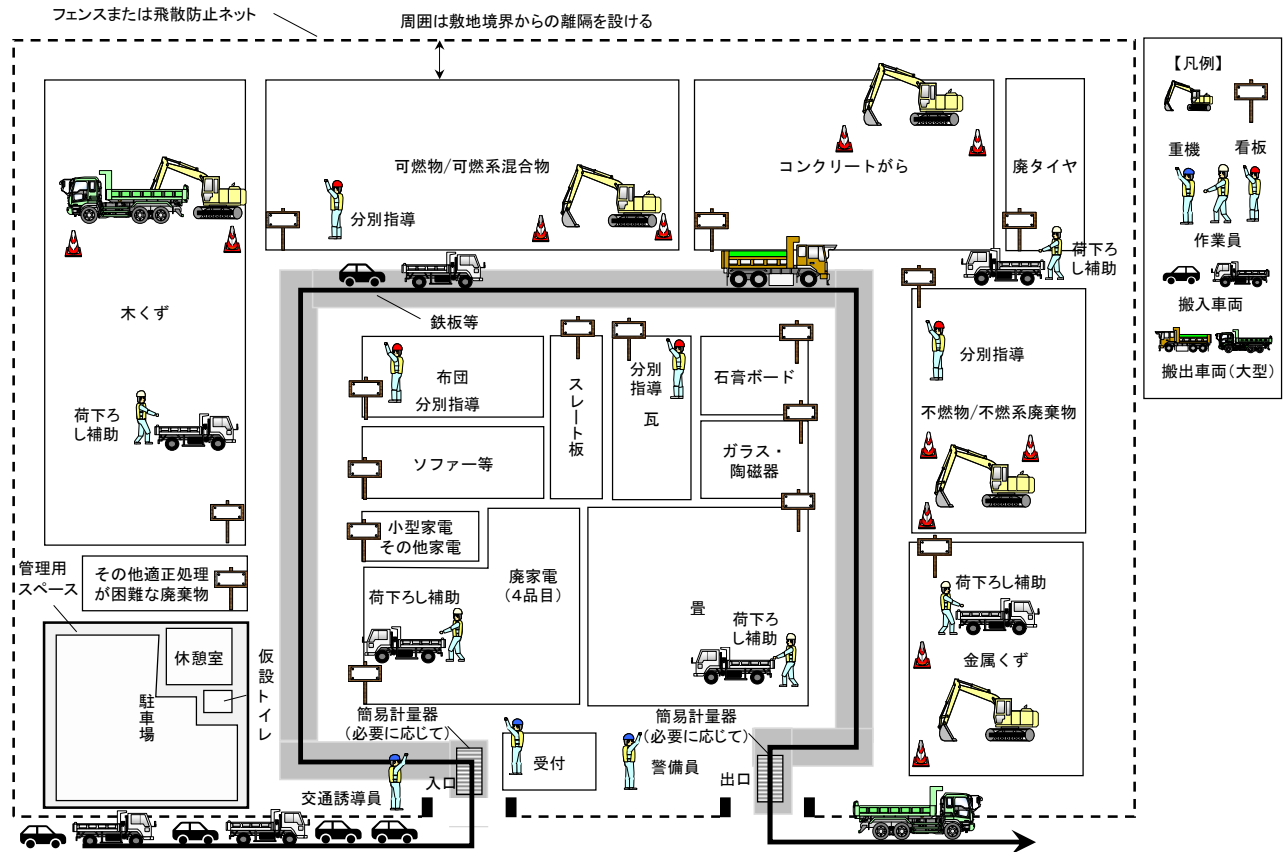 フェンスまたは飛散防止ネット
周囲は敷地境界からの離隔を設ける
【凡例】
重機
看板
作業員
搬入車両
搬出車両(大型)
可燃物/可燃系混合物
分別指導
コンクリートがら
廃タイヤ
荷下ろ
し補助
木くず
鉄板等
荷下ろ
し補助
布団
分別指導
スレート板
分別
指導
瓦
石膏ボード
分別指導
不燃物/不燃系廃棄物
ソファー等
ガラス・
陶磁器
小型家電
その他家電
廃家電
(4品目)
荷下ろし補助
畳
荷下ろ
し補助
荷下ろし補助
金属くず
その他適正処理
が困難な廃棄物
管理用
スペース
休憩室
仮設トイレ
駐車場
簡易計量器
(必要に応じて)
簡易計量器
(必要に応じて)
交通誘導員
入口
受付
警備員
出口